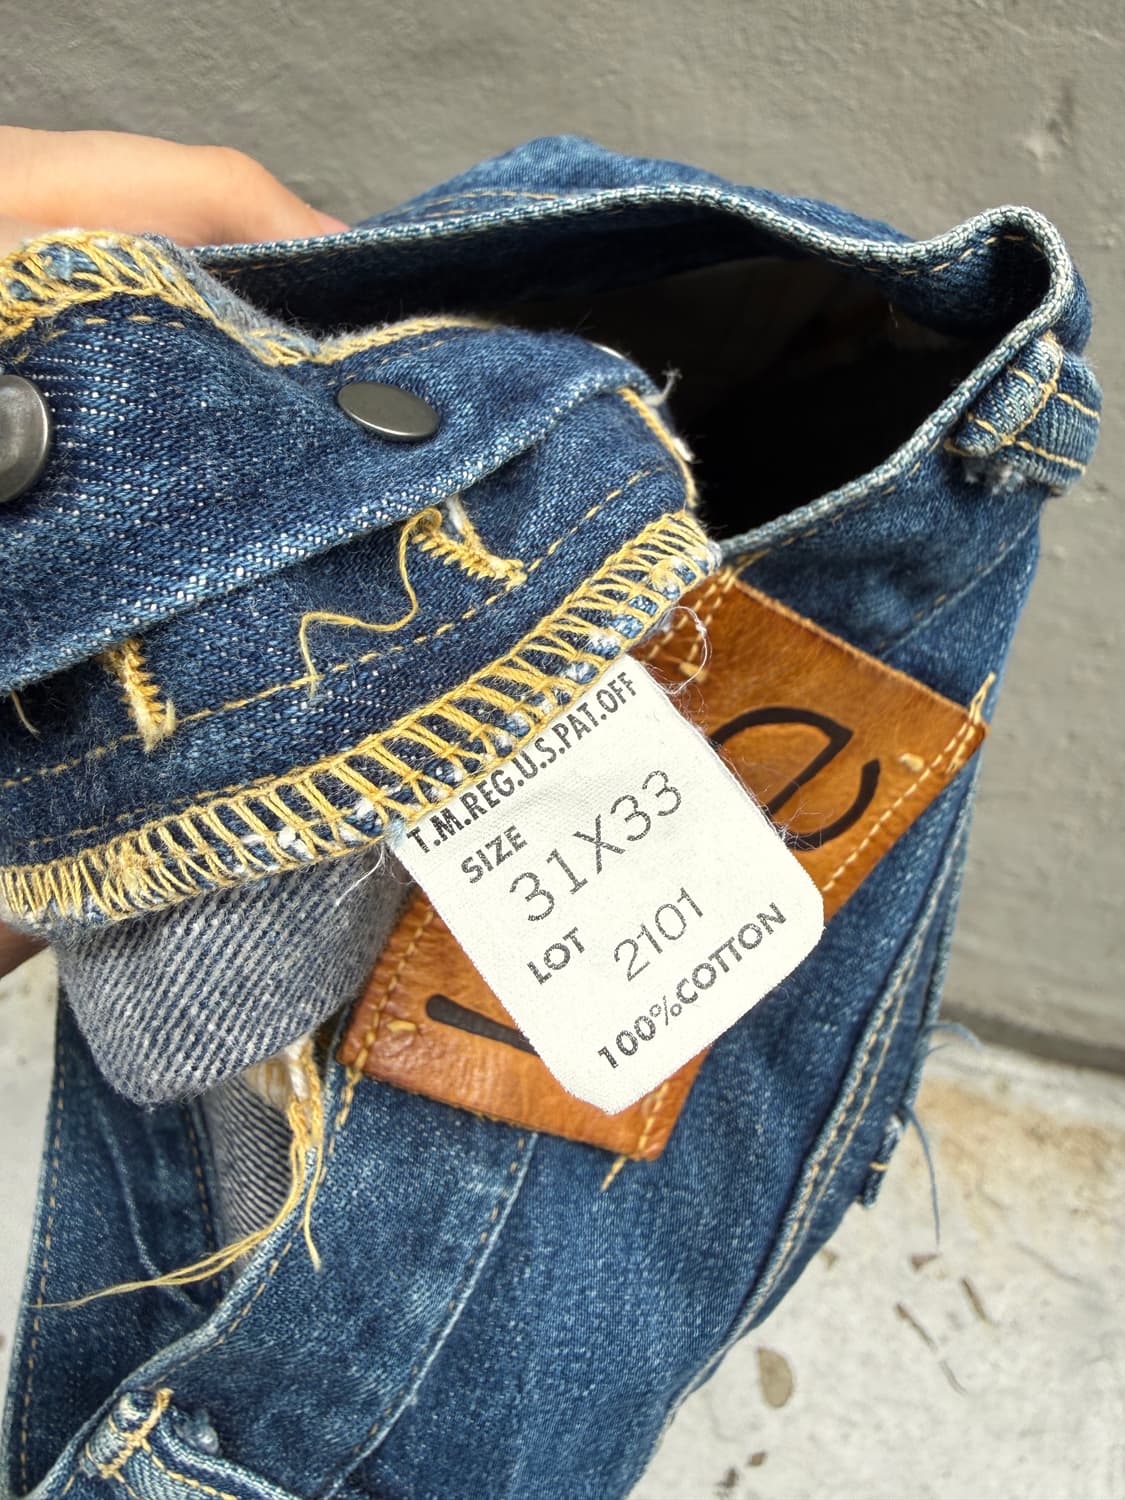 T.M.REG.U.S.PAT.OFF
SIZE
31X33
LOT 2101
100%COTTON